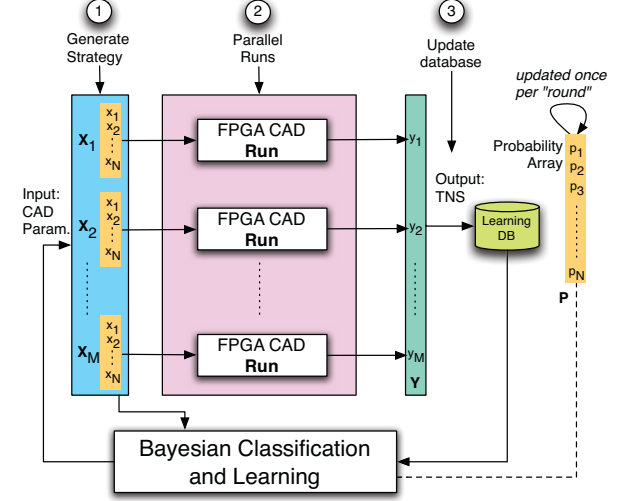 1
Generate
Strategy
2
Parallel
Runs
3
Update
database
updated once
per "round"
Input:
CAD
Param.
X1
x1
x2
xN
X2
x1
x2
xN
XM
x1
x2
xN
FPGA CAD
Run
FPGA CAD
Run
FPGA CAD
Run
y1
y2
yM
Y
Output:
TNS
Learning
DB
Probability
Array
p1
p2
p3
pN
P
Bayesian Classification
and Learning